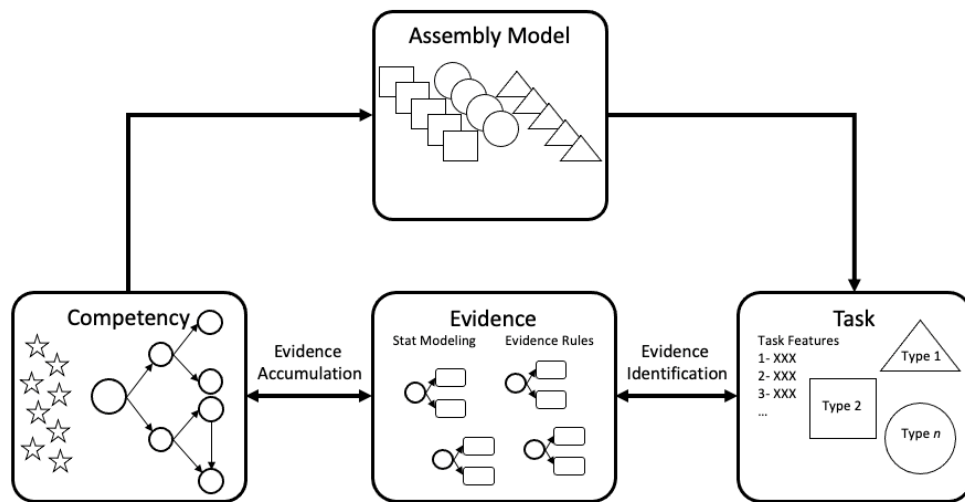 Assembly Model
Competency
Evidence
Accumulation
Evidence
Stat Modeling
Evidence Rules
Evidence
Identification
Task
Task Features
1- XXX
2- XXX
3- XXX
...
Type 1
Type 2
Type n